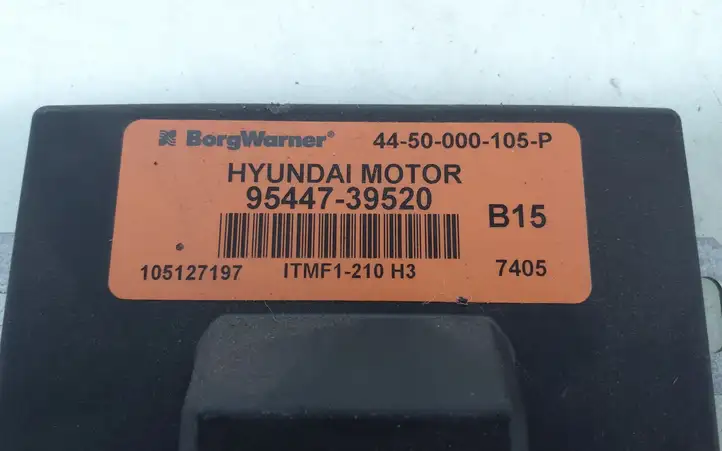 BorgWarner® 44-50-000-105-P
HYUNDAI MOTOR
95447-39520
B15
105127197 ITMF1-210 H3 7405